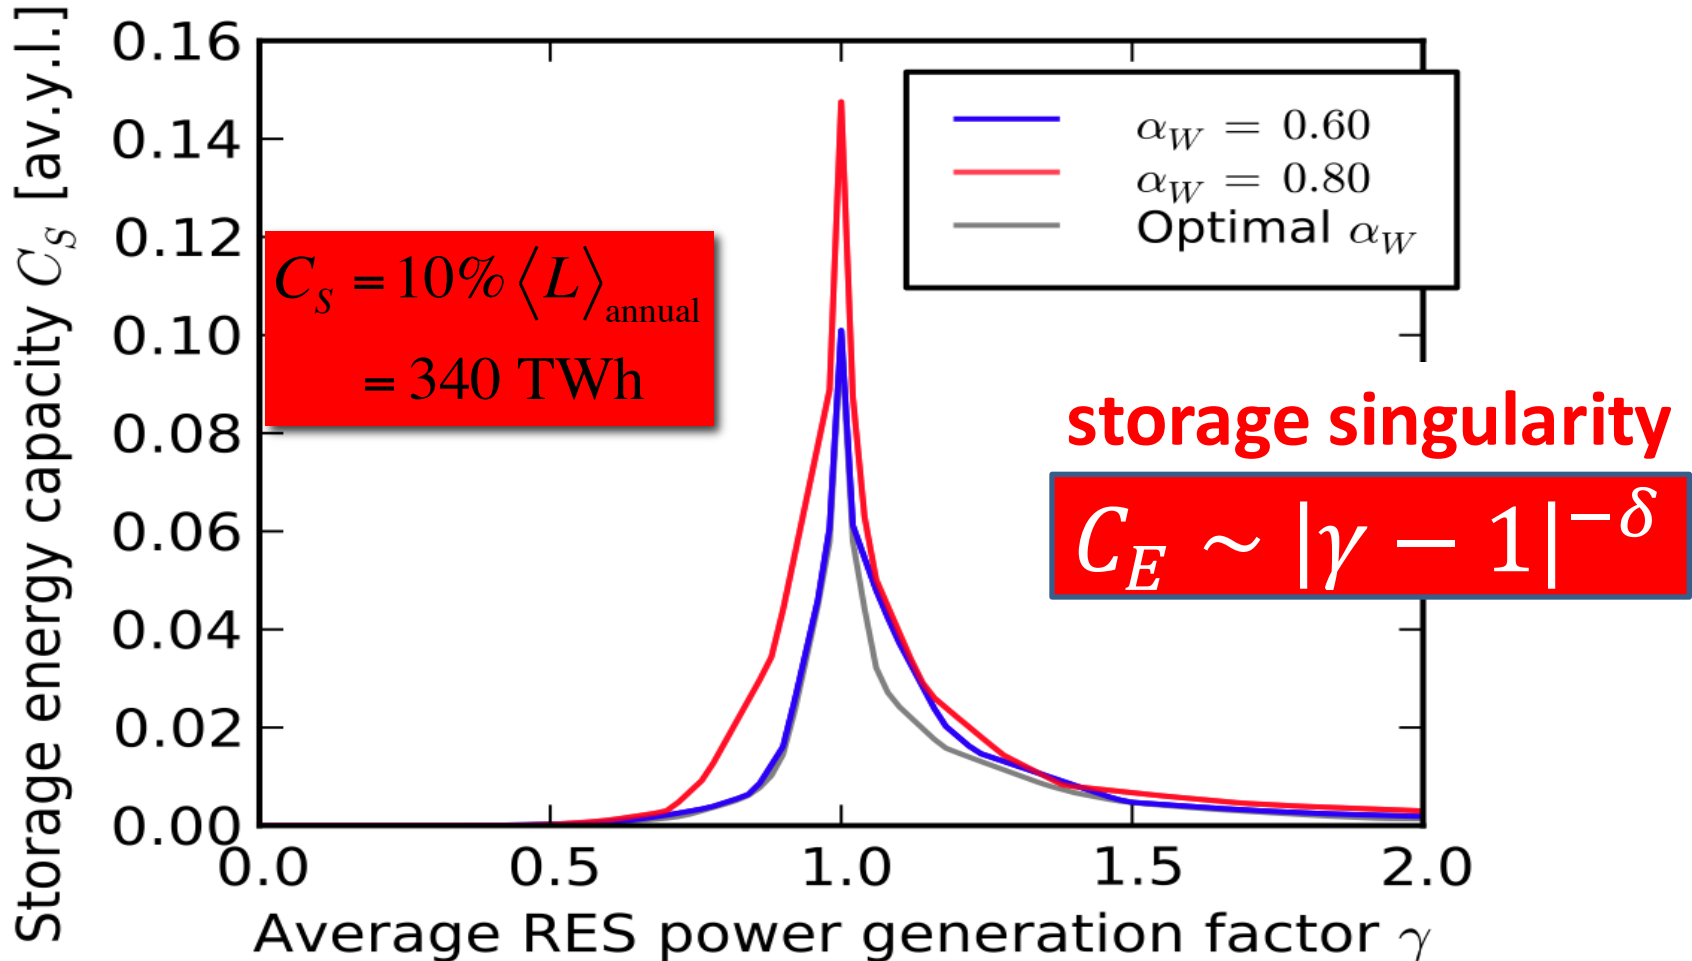 Storage energy capacity C_S [av.y.l.]
0.16
0.14
0.12
0.10
0.08
0.06
0.04
0.02
0.00
α_W = 0.60
α_W = 0.80
Optimal α_W
C_S = 10% ⟨L⟩_annual
= 340 TWh
storage singularity
C_E ~ |γ − 1|^−δ
0.0 0.5 1.0 1.5 2.0
Average RES power generation factor γ